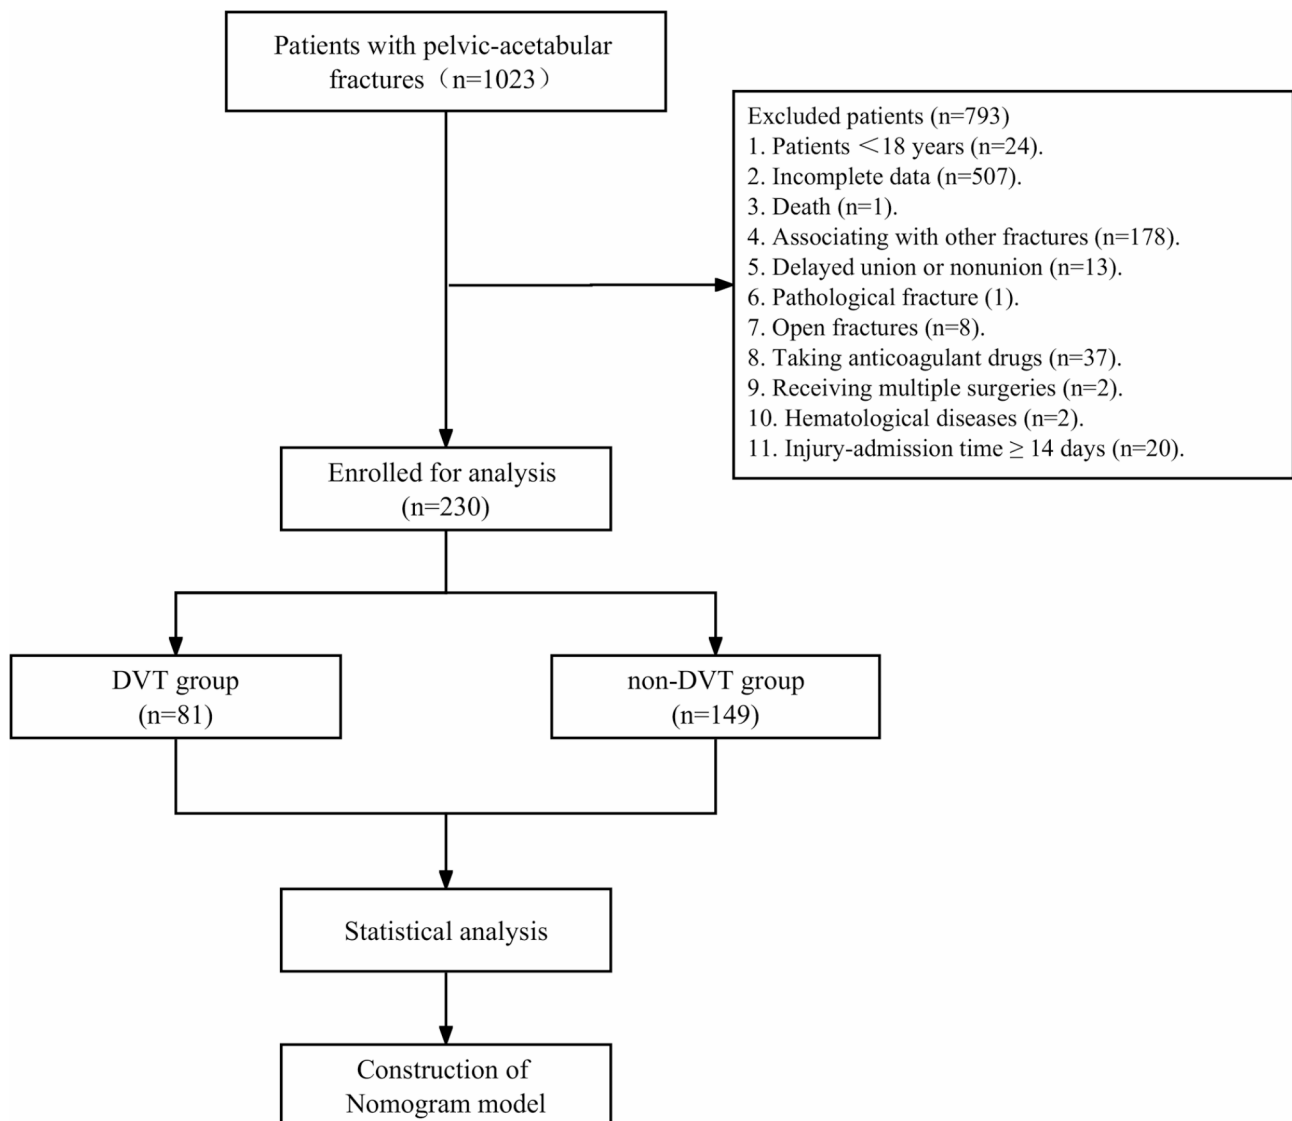 Patients with pelvic-acetabular
fractures（n=1023）
Excluded patients (n=793)
1. Patients ＜18 years (n=24).
2. Incomplete data (n=507).
3. Death (n=1).
4. Associating with other fractures (n=178).
5. Delayed union or nonunion (n=13).
6. Pathological fracture (1).
7. Open fractures (n=8).
8. Taking anticoagulant drugs (n=37).
9. Receiving multiple surgeries (n=2).
10. Hematological diseases (n=2).
11. Injury-admission time ≥ 14 days (n=20).
Enrolled for analysis
(n=230)
DVT group
(n=81)
non-DVT group
(n=149)
Statistical analysis
Construction of
Nomogram model